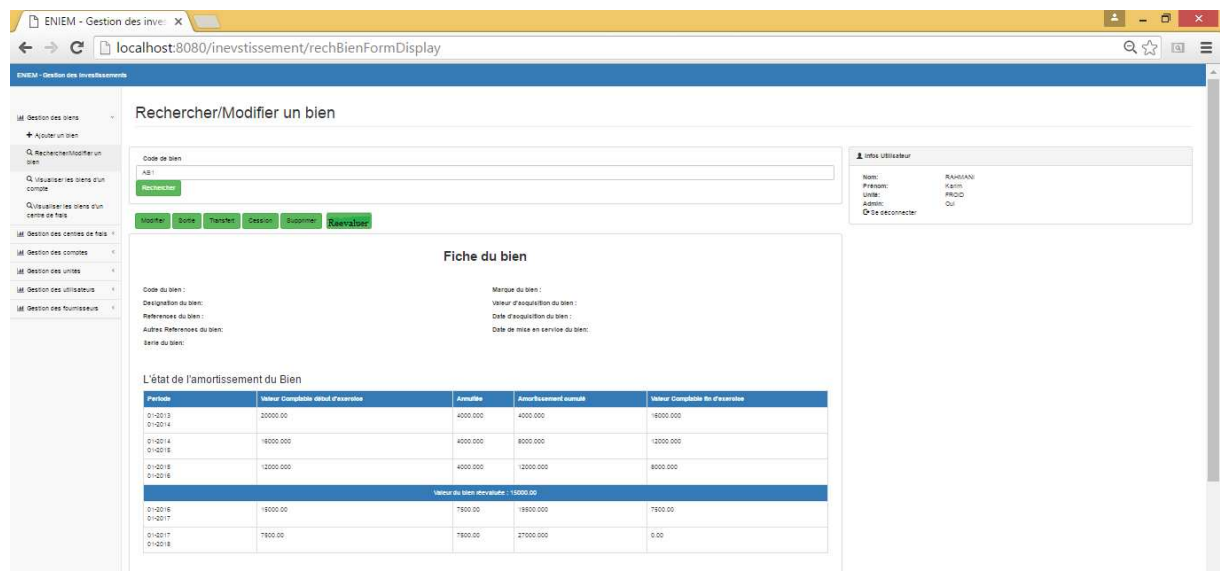 ENIEM - Gestion des inves
localhost:8080/inevstissement/rechBienFormDisplay
ENIEM - Gestion des Investissements
Gestion des biens
Ajouter un bien
Rechercher/Modifier un
bien
Visualiser les biens d'un
compte
Visualiser les biens d'un
centre de frais
Gestion des centres de frais
Gestion des comptes
Gestion des unités
Gestion des utilisateurs
Gestion des fournisseurs
Rechercher/Modifier un bien
Code de bien
AB1
Rechercher
Modifier Sortie Transfert Cession Supprimer Réévaluer
Fiche du bien
Code du bien : Marque du bien :
Designation du bien: Valeur d'acquisition du bien :
References du bien : Date d'acquisition du bien :
Autres References du bien: Date de mise en service du bien:
Serie du bien:
L'état de l'amortissement du Bien
Periode Valeur Comptable début d'exercice Annuitée Amortissement cumulé Valeur Comptable fin d'exercice
01-2013 20000.00 4000.000 4000.000 16000.000
01-2014
01-2014 16000.000 4000.000 8000.000 12000.000
01-2015
01-2015 12000.000 4000.000 12000.000 8000.000
01-2016
Valeur du bien réevaluée : 15000.00
01-2016 15000.00 7500.00 19500.000 7500.00
01-2017
01-2017 7500.00 7500.00 27000.000 0.00
01-2018
Infos Utilisateur
Nom: RAHMANI
Prénom: Karim
Unite: PROD
Admin: Oui
Se déconnecter